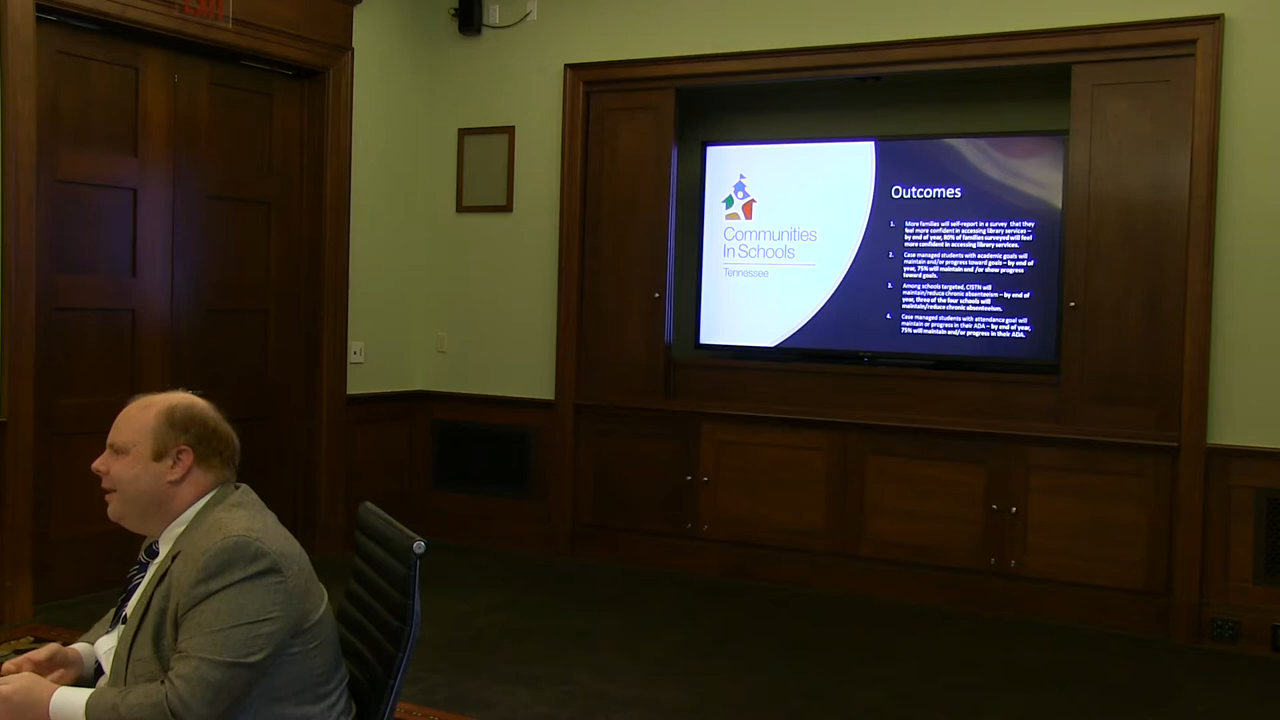 EXIT
Communities
In Schools
Tennessee
Outcomes
1. More families will self-report in a survey that they
feel more confident in accessing library services –
by end of year, 80% of families surveyed will feel
more confident in accessing library services.
2. Case managed students with academic goals will
maintain and/or progress toward goals – by end of
year, 75% will maintain and /or show progress
toward goals.
3. Among schools targeted, CISTN will
maintain/reduce chronic absenteeism – by end of
year, three of the four schools will
maintain/reduce chronic absenteeism.
4. Case managed students with attendance goal will
maintain or progress in their ADA – by end of year,
75% will maintain and/or progress in their ADA.